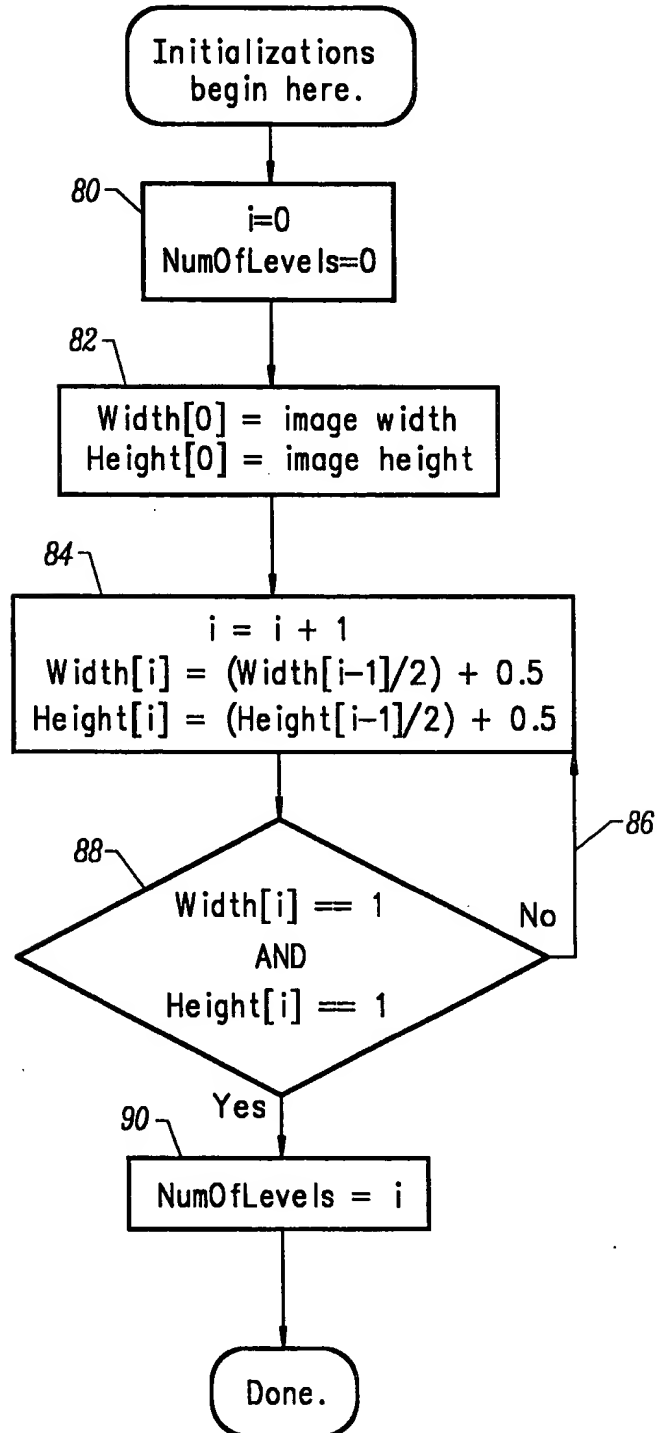 Initializations
begin here.
80
i=0
NumOfLevels=0
82
Width[0] = image width
Height[0] = image height
84
i = i + 1
Width[i] = (Width[i-1]/2) + 0.5
Height[i] = (Height[i-1]/2) + 0.5
86
88
Width[i] == 1
No
AND
Height[i] == 1
Yes
90
NumOfLevels = i
Done.